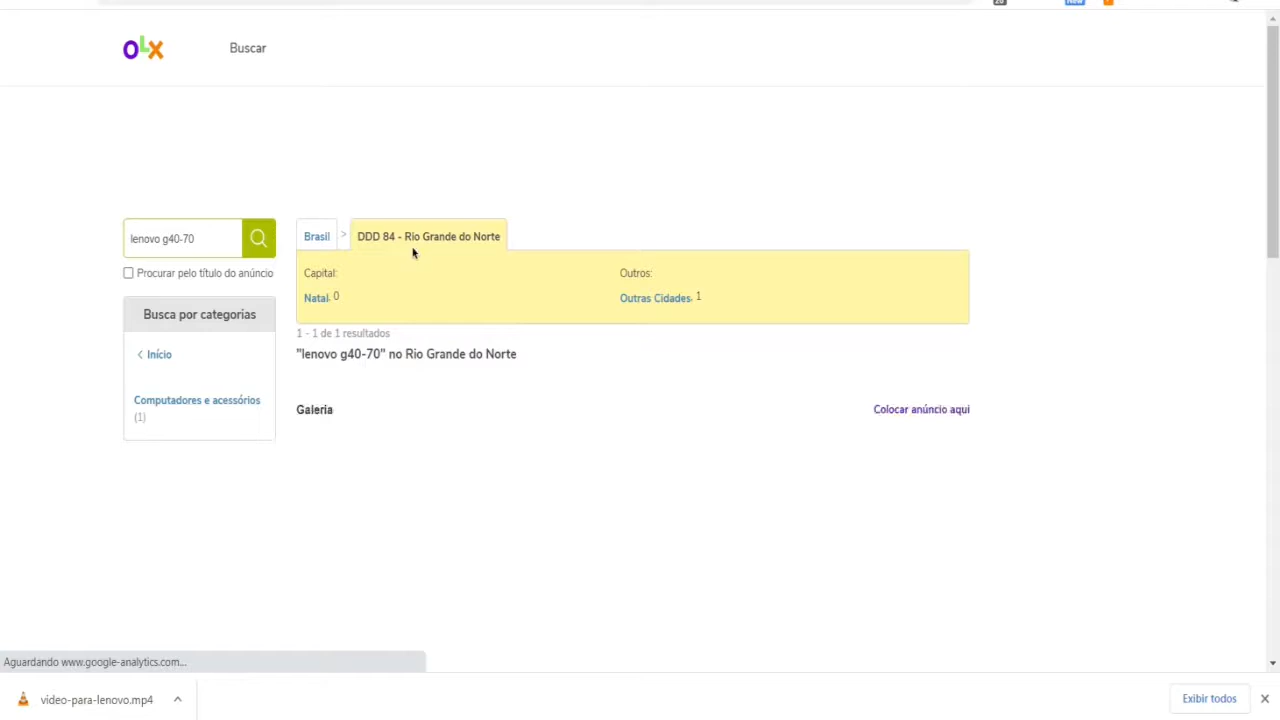 OLX
Buscar
lenovo g40-70
Procurar pelo título do anúncio
Brasil > DDD 84 - Rio Grande do Norte
Capital:
Natal. 0
Outros:
Outras Cidades. 1
1 - 1 de 1 resultados
"lenovo g40-70" no Rio Grande do Norte
Busca por categorias
< Início
Computadores e acessórios
(1)
Galeria
Colocar anúncio aqui
Aguardando www.google-analytics.com...
video-para-lenovo.mp4
Exibir todos